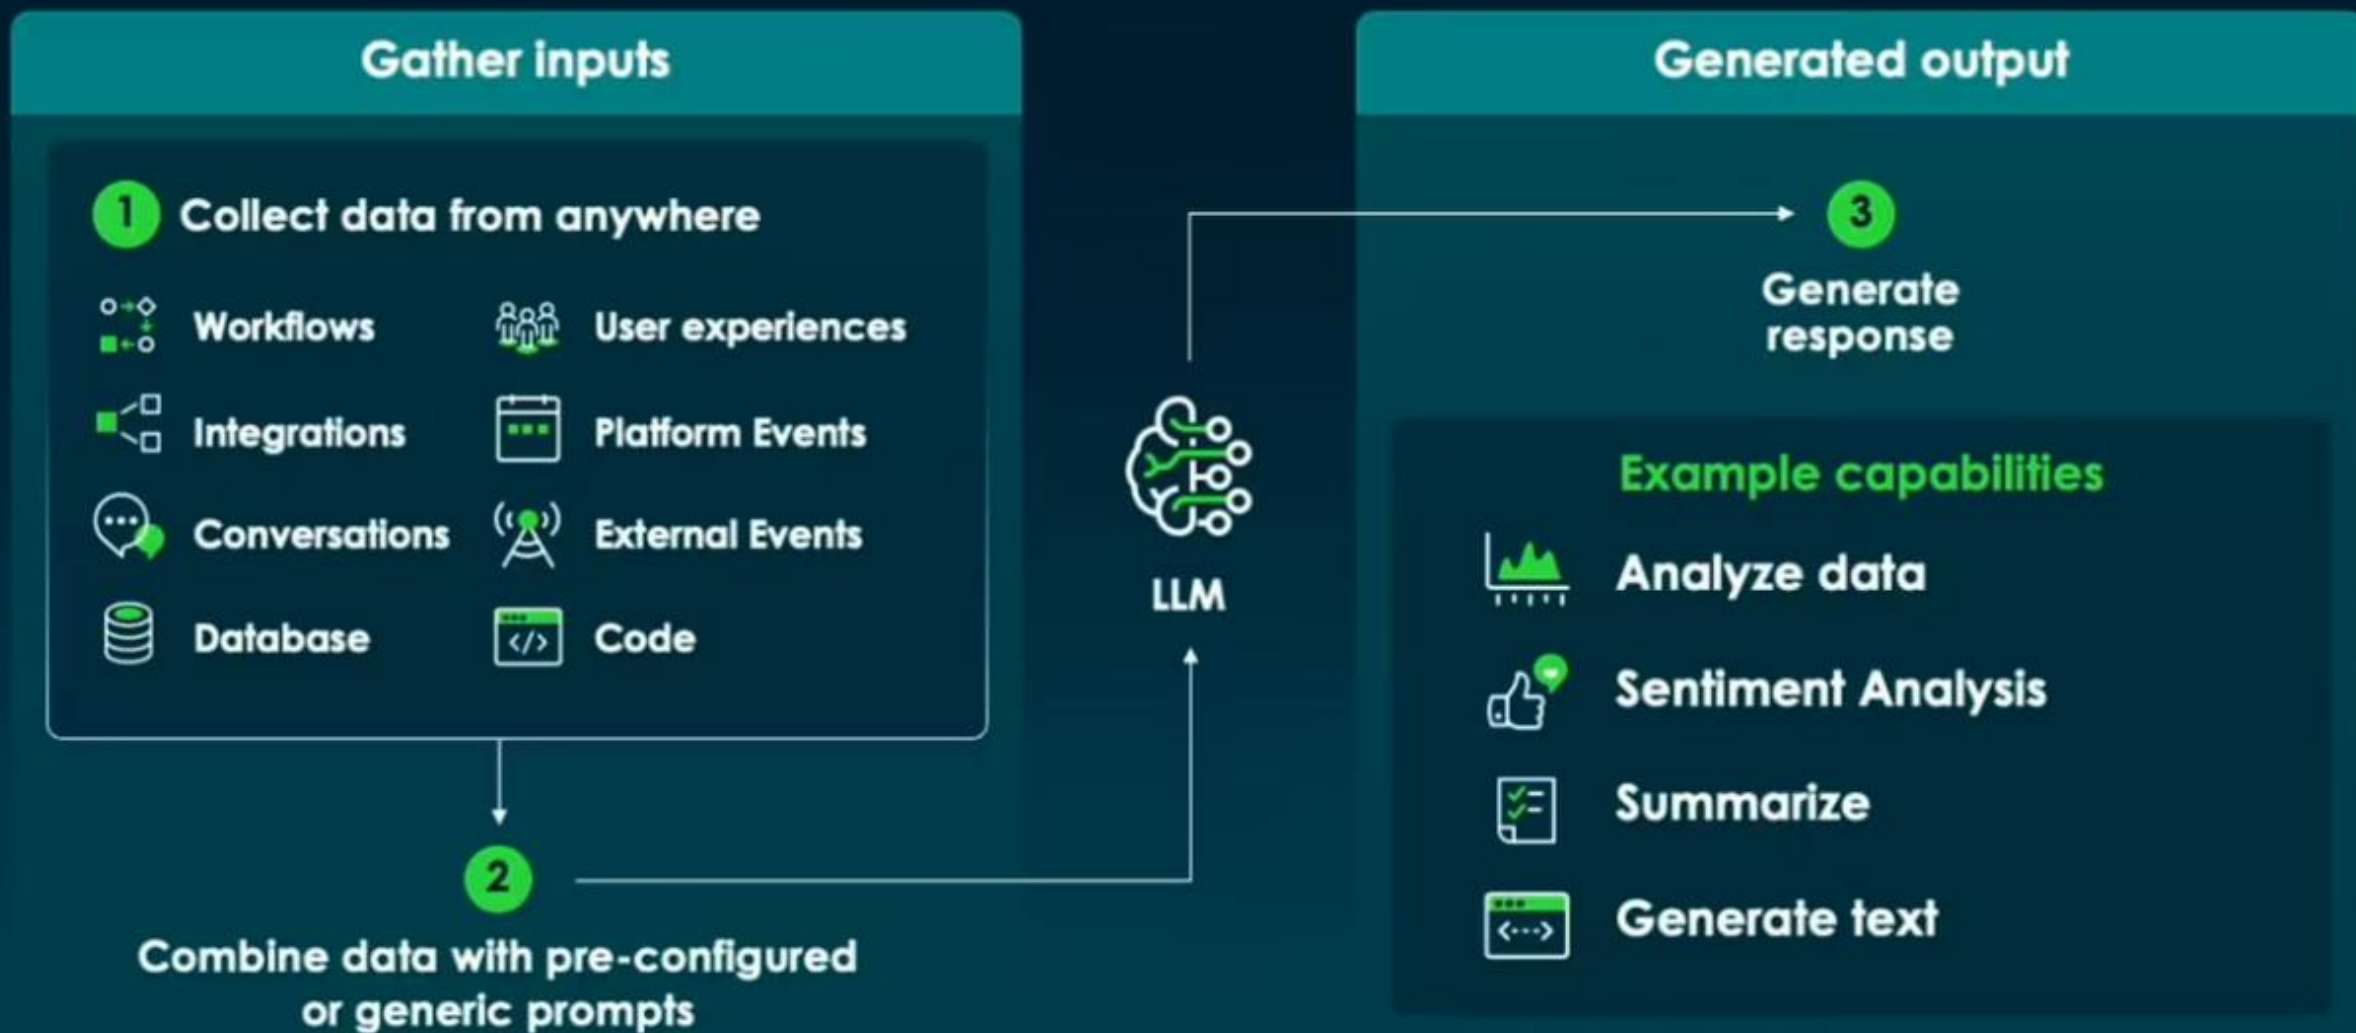 Gather inputs
1 Collect data from anywhere
Workflows
User experiences
Integrations
Platform Events
Conversations
External Events
Database
Code
2
Combine data with pre-configured
or generic prompts
LLM
Generated output
3
Generate
response
Example capabilities
Analyze data
Sentiment Analysis
Summarize
Generate text